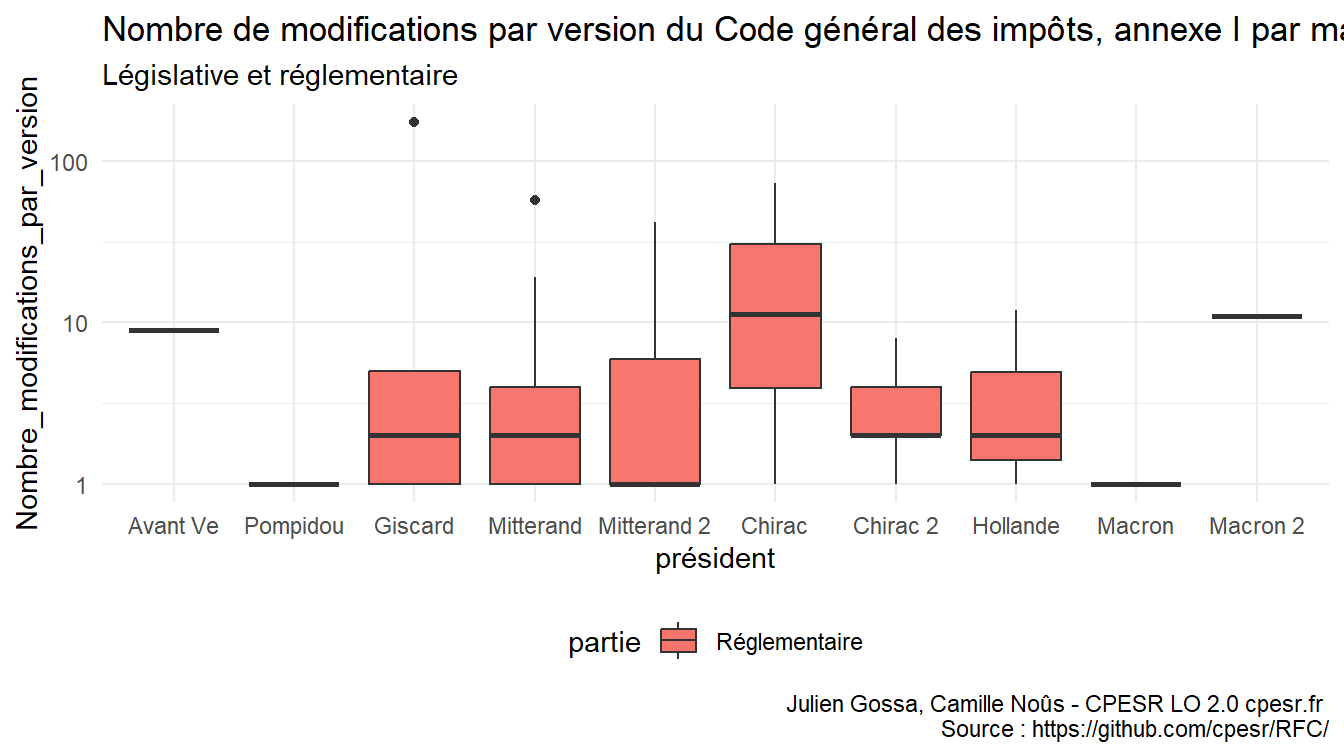 Nombre de modifications par version du Code général des impôts, annexe I par ma
Législative et réglementaire
Nombre_modifications_par_version
100
10
1
Avant Ve Pompidou Giscard Mitterand Mitterand 2 Chirac Chirac 2 Hollande Macron Macron 2
président
partie Réglementaire
Julien Gossa, Camille Noûs - CPESR LO 2.0 cpesr.fr
Source : https://github.com/cpesr/RFC/